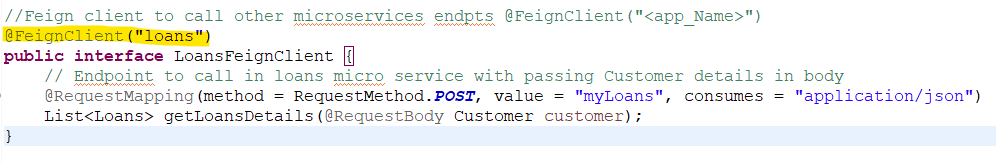 //Feign client to call other microservices endpts @FeignClient("<app_Name>")
@FeignClient("loans")
public interface LoansFeignClient {
    // Endpoint to call in loans micro service with passing Customer details in body
    @RequestMapping(method = RequestMethod.POST, value = "myLoans", consumes = "application/json")
    List<Loans> getLoansDetails(@RequestBody Customer customer);
}